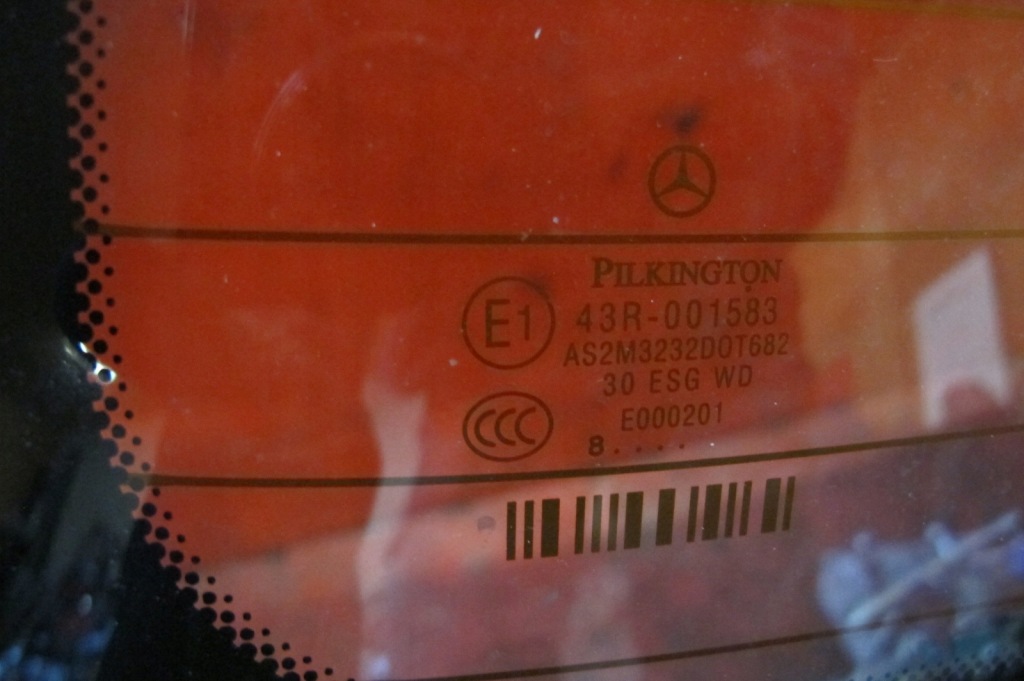 PILKINGTON
E1 43R-001583
AS2M3232DOT682
30 ESG WD
CCC E000201
8....